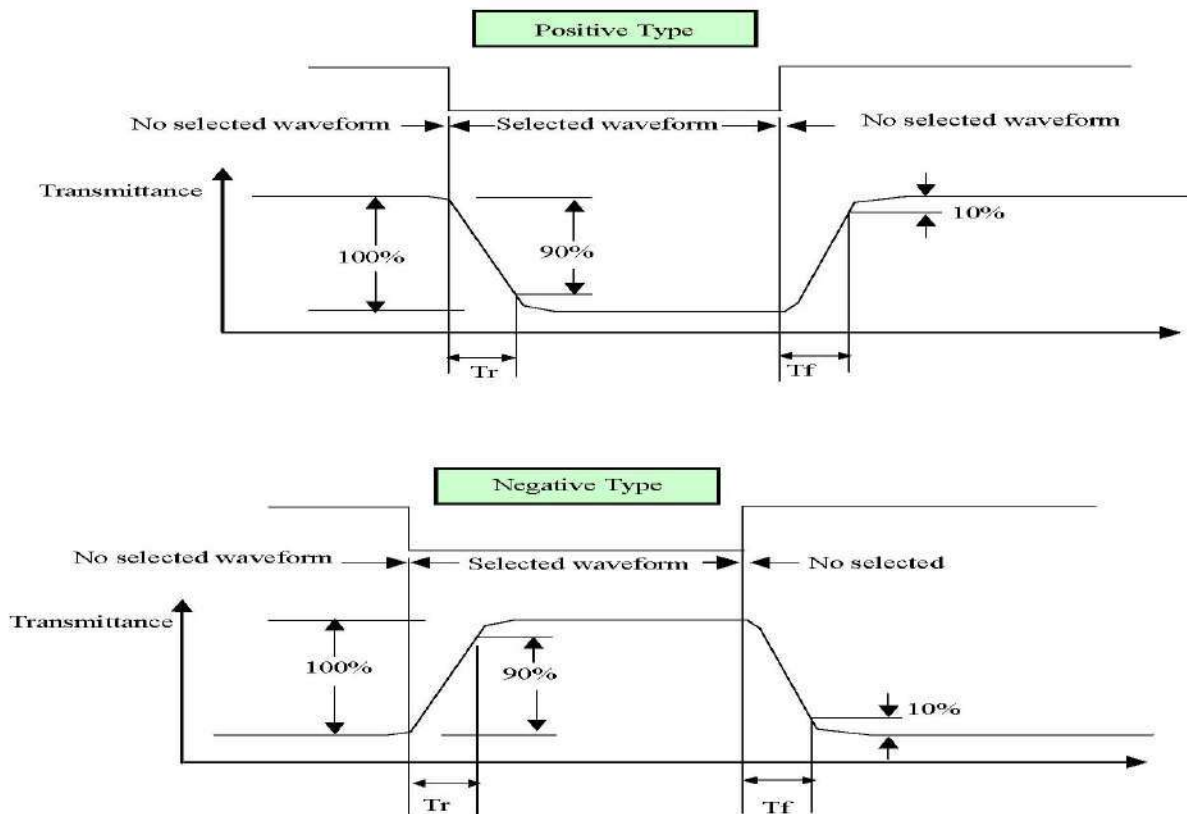 Positive Type
No selected waveform
Selected waveform
No selected waveform
Transmittance
10%
100%
90%
Tr
Tf
Negative Type
No selected waveform
Selected waveform
No selected
Transmittance
100%
90%
10%
Tr
Tf